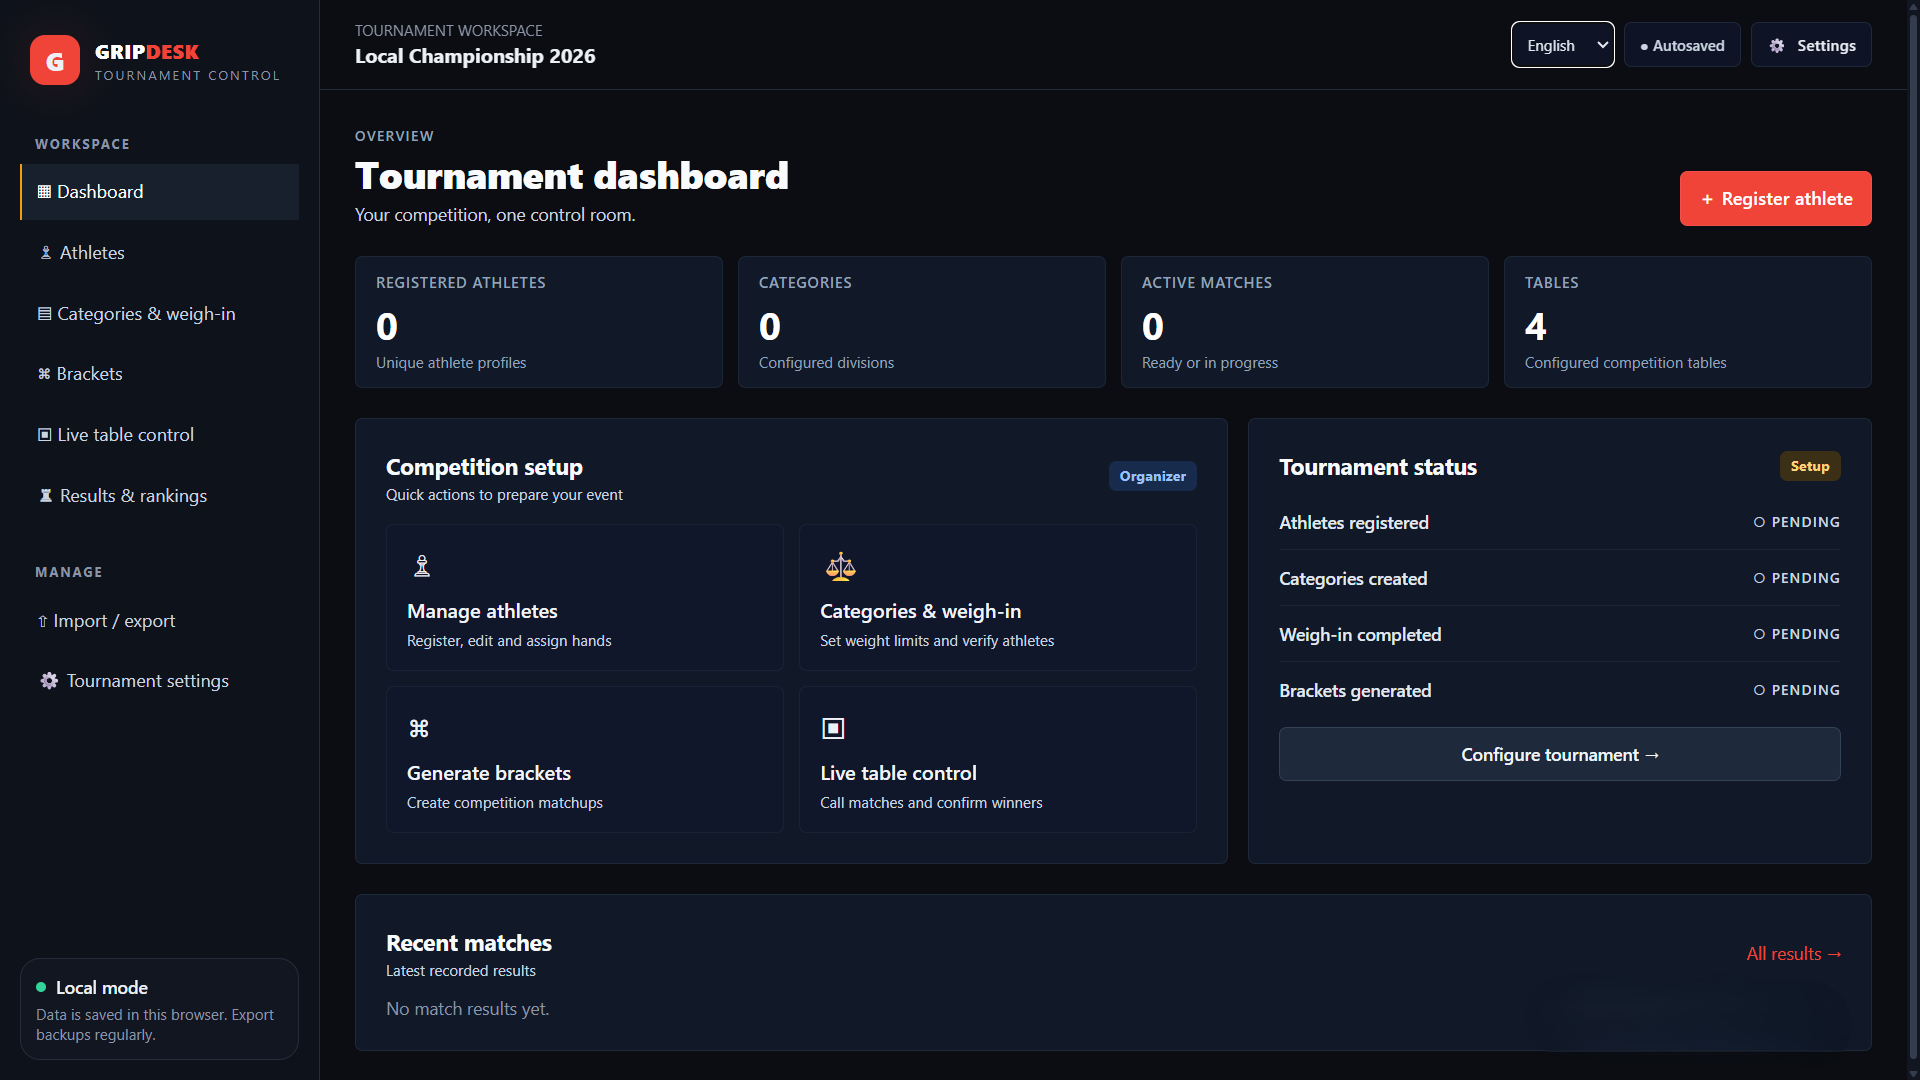 G
GRIPDESK
TOURNAMENT CONTROL
WORKSPACE
Dashboard
Athletes
Categories & weigh-in
Brackets
Live table control
Results & rankings
MANAGE
Import / export
Tournament settings
Local mode
Data is saved in this browser. Export
backups regularly.
TOURNAMENT WORKSPACE
Local Championship 2026
English
● Autosaved
Settings
OVERVIEW
Tournament dashboard
Your competition, one control room.
+ Register athlete
REGISTERED ATHLETES
0
Unique athlete profiles
CATEGORIES
0
Configured divisions
ACTIVE MATCHES
0
Ready or in progress
TABLES
4
Configured competition tables
Competition setup
Quick actions to prepare your event
Organizer
Manage athletes
Register, edit and assign hands
Categories & weigh-in
Set weight limits and verify athletes
⌘
Generate brackets
Create competition matchups
Live table control
Call matches and confirm winners
Tournament status
Setup
Athletes registered
○ PENDING
Categories created
○ PENDING
Weigh-in completed
○ PENDING
Brackets generated
○ PENDING
Configure tournament →
Recent matches
Latest recorded results
All results →
No match results yet.